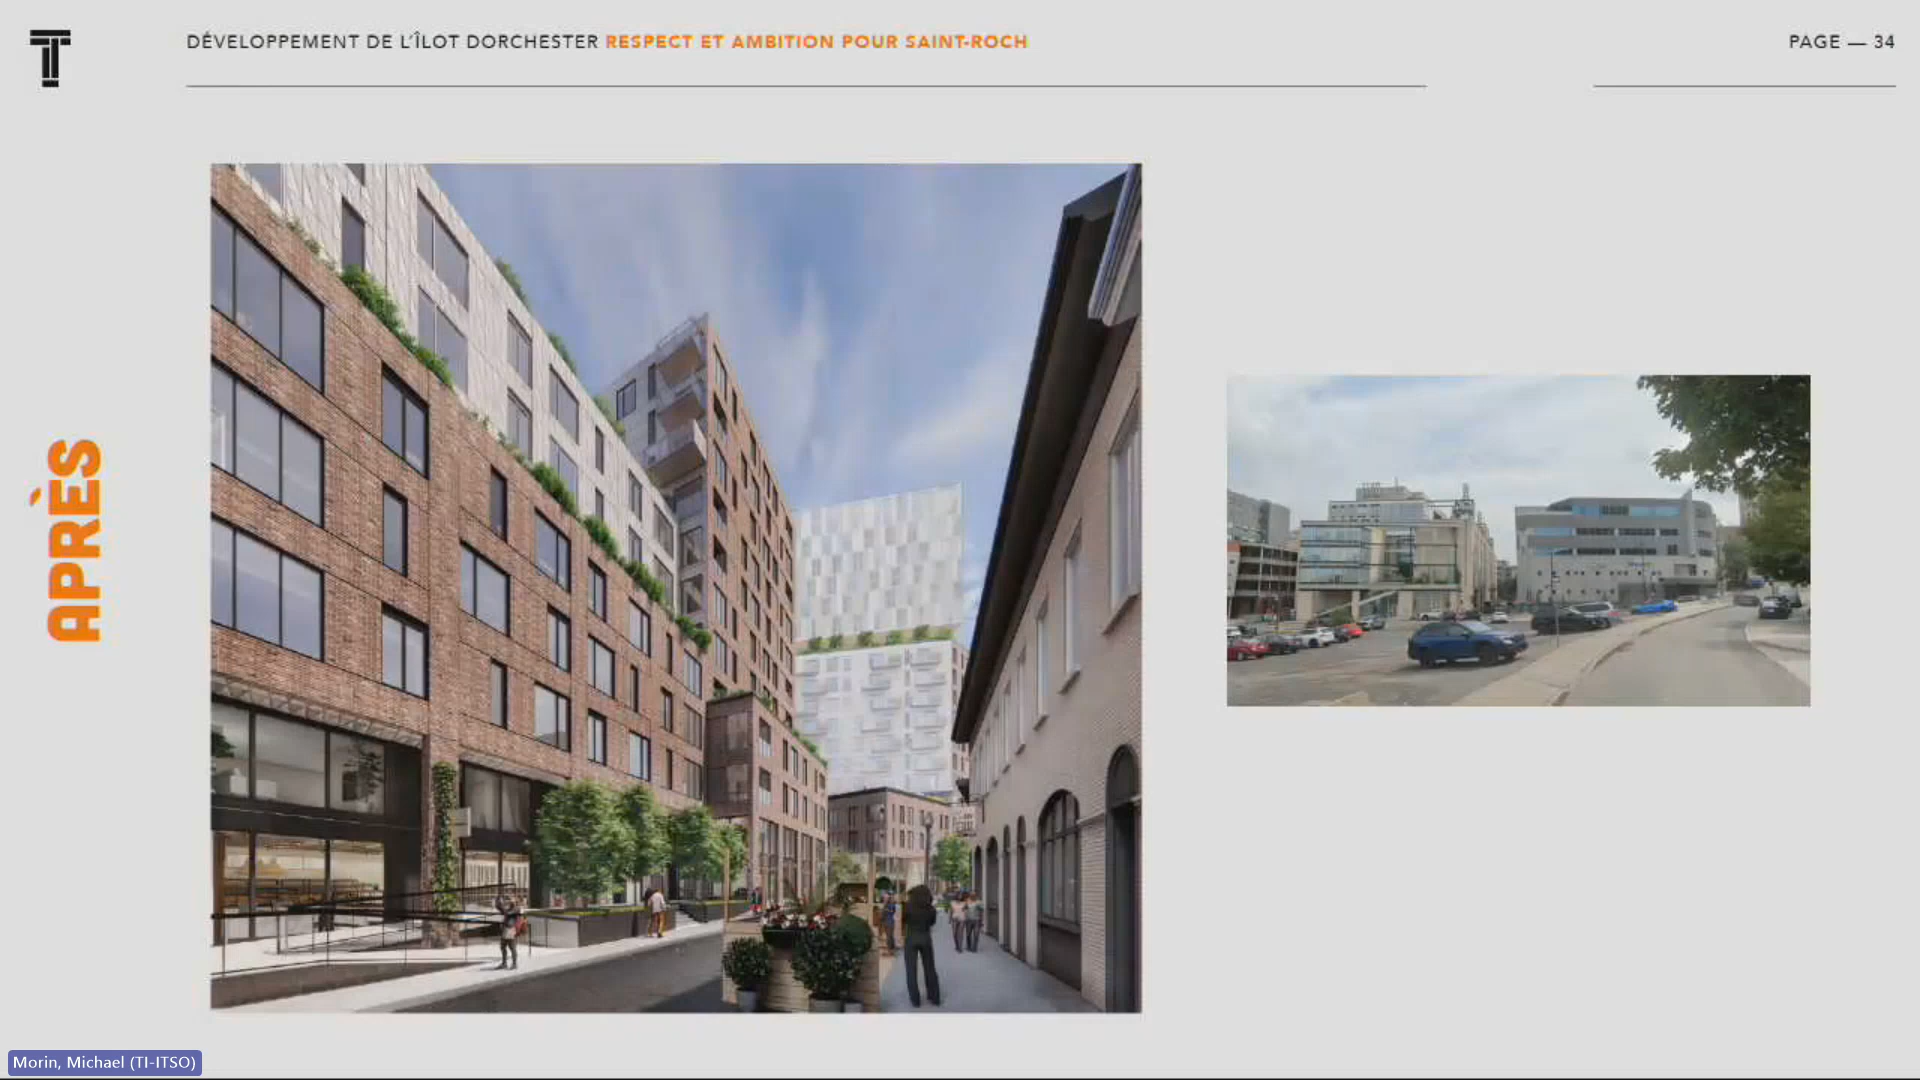 DÉVELOPPEMENT DE L'ÎLOT DORCHESTER RESPECT ET AMBITION POUR SAINT-ROCH
PAGE — 34
APRÈS
Morin, Michael (TI-ITSO)